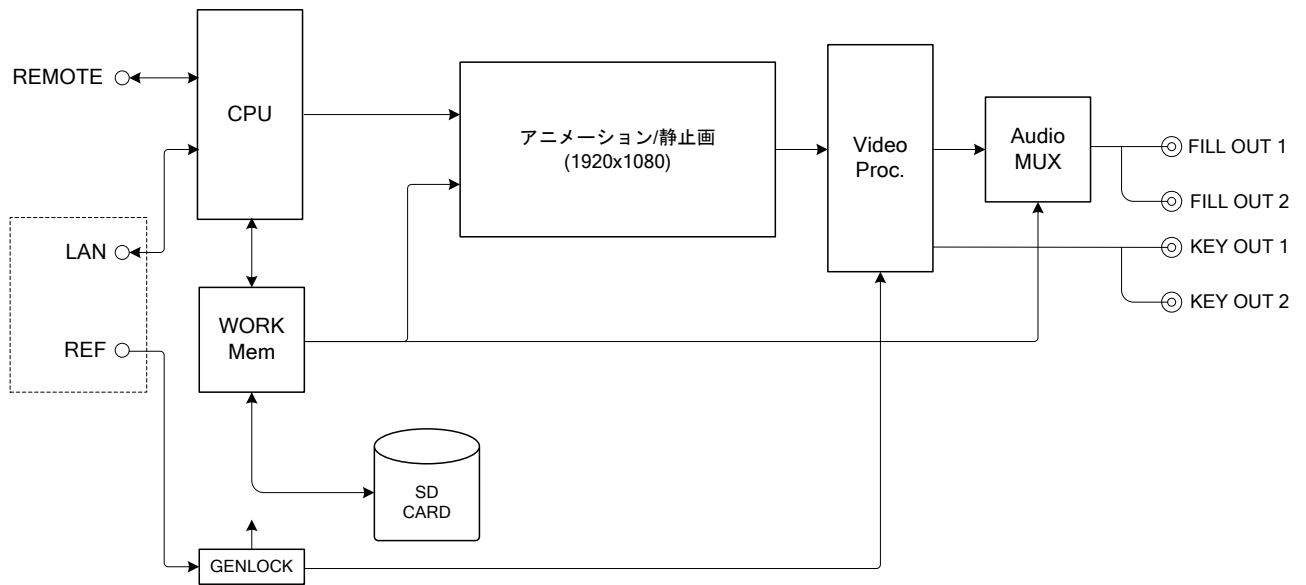 REMOTE
CPU
アニメーション/静止画
(1920x1080)
Video
Proc.
Audio
MUX
FILL OUT 1
FILL OUT 2
KEY OUT 1
KEY OUT 2
LAN
REF
WORK
Mem
SD
CARD
GENLOCK